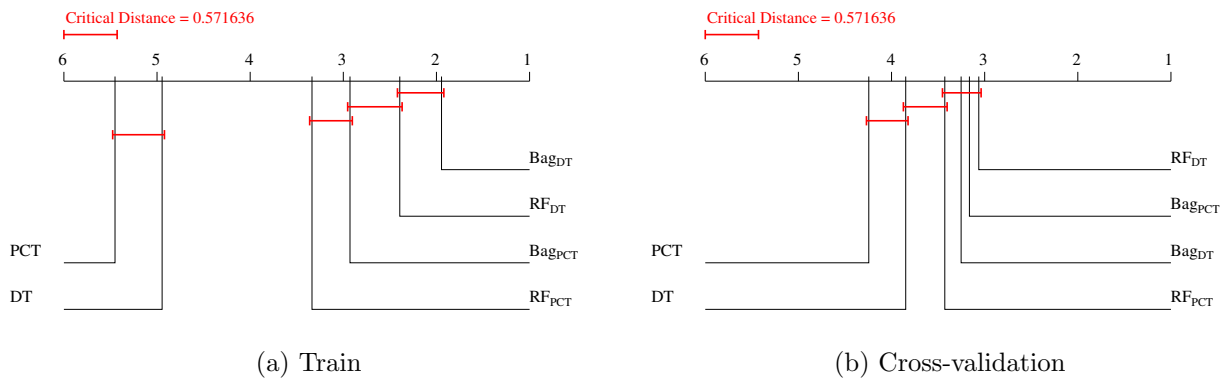 Critical Distance = 0.571636
6 5 4 3 2 1
Bag_DT
RF_DT
PCT Bag_PCT
DT RF_PCT
(a) Train
Critical Distance = 0.571636
6 5 4 3 2 1
RF_DT
Bag_PCT
PCT Bag_DT
DT RF_PCT
(b) Cross-validation